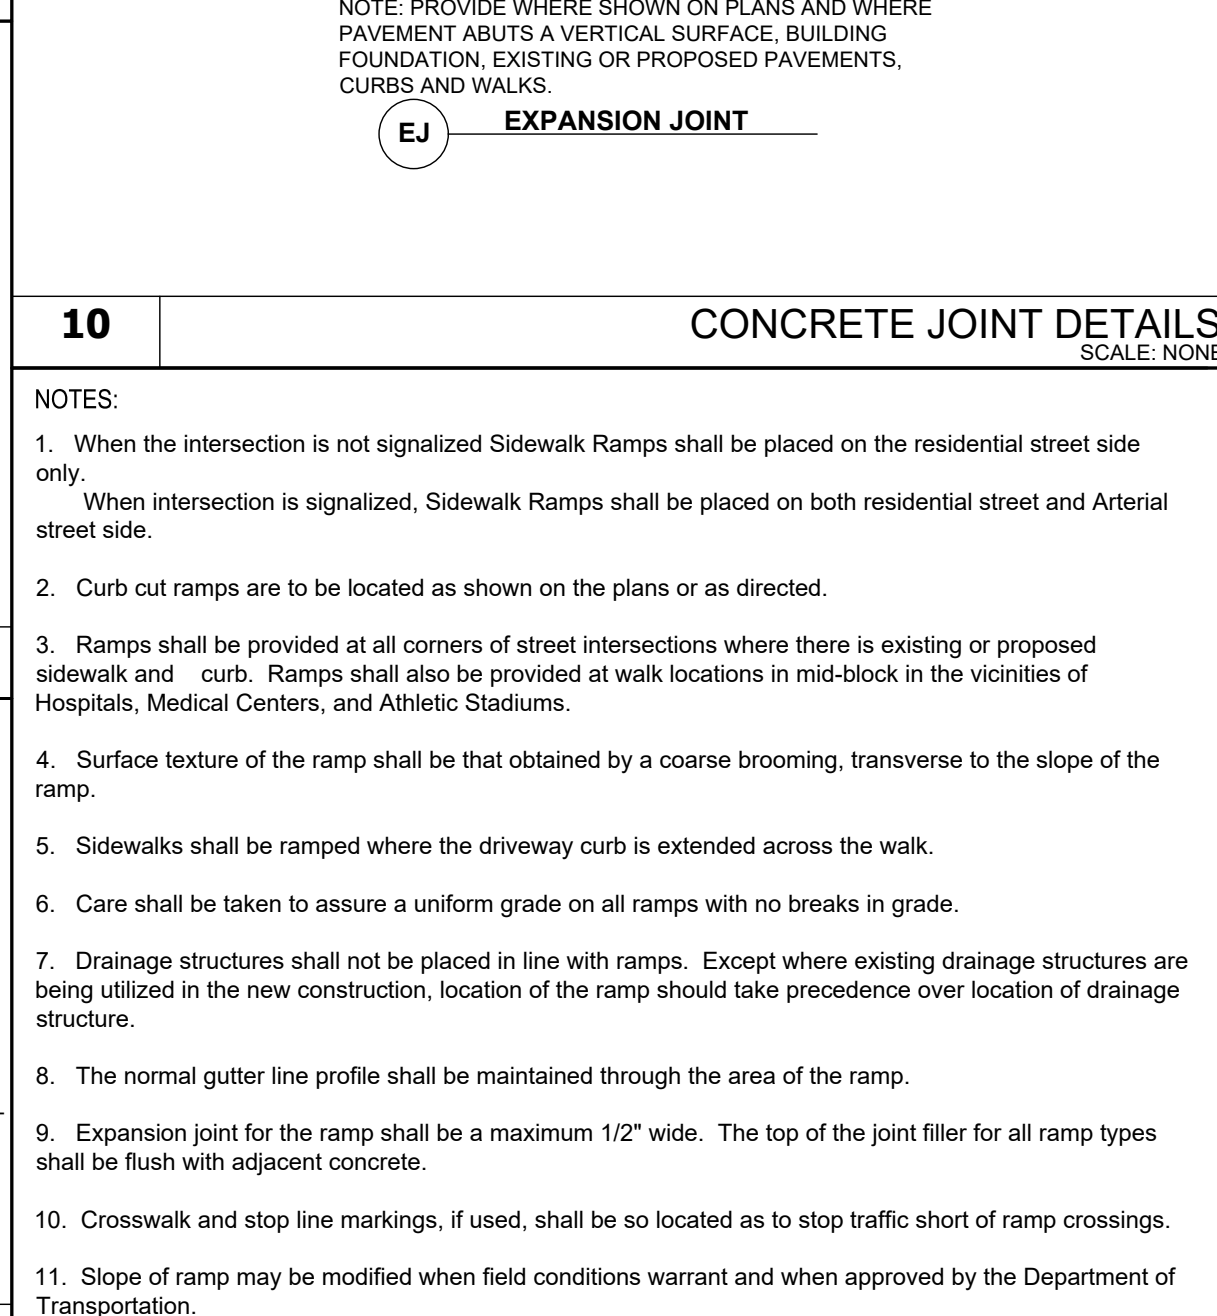 NOTE: PROVIDE WHERE SHOWN ON PLANS AND WHERE
PAVEMENT ABUTS A VERTICAL SURFACE, BUILDING
FOUNDATION, EXISTING OR PROPOSED PAVEMENTS,
CURBS AND WALKS.
EJ EXPANSION JOINT
10 CONCRETE JOINT DETAILS
SCALE: NONE
NOTES:
1. When the intersection is not signalized Sidewalk Ramps shall be placed on the residential street side
only.
When intersection is signalized, Sidewalk Ramps shall be placed on both residential street and Arterial
street side.
2. Curb cut ramps are to be located as shown on the plans or as directed.
3. Ramps shall be provided at all corners of street intersections where there is existing or proposed
sidewalk and curb. Ramps shall also be provided at walk locations in mid-block in the vicinities of
Hospitals, Medical Centers, and Athletic Stadiums.
4. Surface texture of the ramp shall be that obtained by a coarse brooming, transverse to the slope of the
ramp.
5. Sidewalks shall be ramped where the driveway curb is extended across the walk.
6. Care shall be taken to assure a uniform grade on all ramps with no breaks in grade.
7. Drainage structures shall not be placed in line with ramps. Except where existing drainage structures are
being utilized in the new construction, location of the ramp should take precedence over location of drainage
structure.
8. The normal gutter line profile shall be maintained through the area of the ramp.
9. Expansion joint for the ramp shall be a maximum 1/2" wide. The top of the joint filler for all ramp types
shall be flush with adjacent concrete.
10. Crosswalk and stop line markings, if used, shall be so located as to stop traffic short of ramp crossings.
11. Slope of ramp may be modified when field conditions warrant and when approved by the Department of
Transportation.